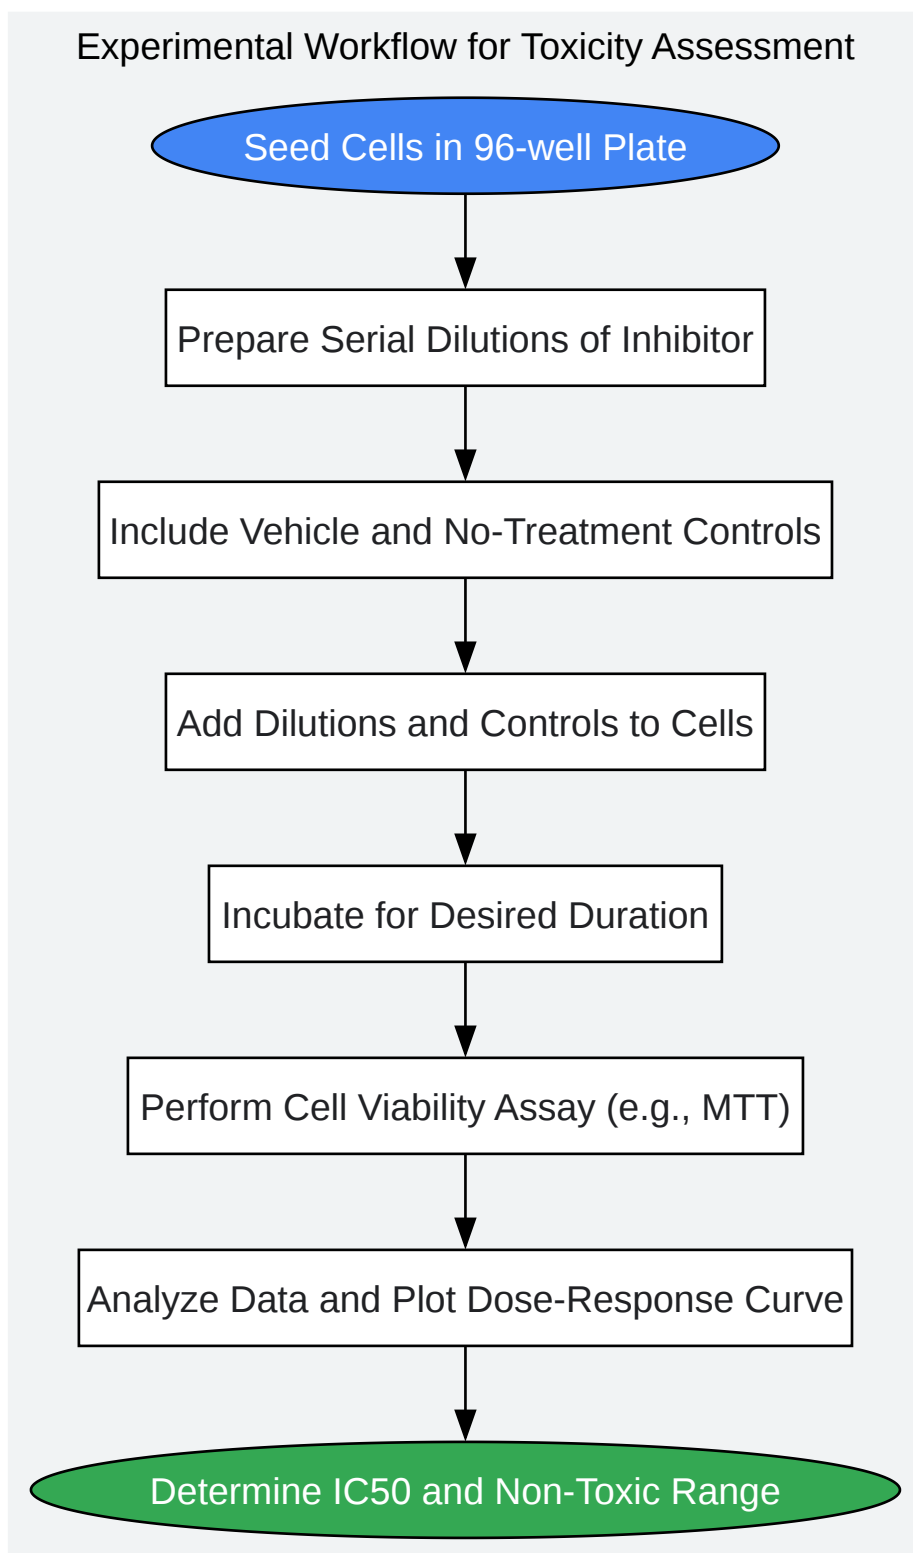 Experimental Workflow for Toxicity Assessment
Seed Cells in 96-well Plate
Prepare Serial Dilutions of Inhibitor
Include Vehicle and No-Treatment Controls
Add Dilutions and Controls to Cells
Incubate for Desired Duration
Perform Cell Viability Assay (e.g., MTT)
Analyze Data and Plot Dose-Response Curve
Determine IC50 and Non-Toxic Range